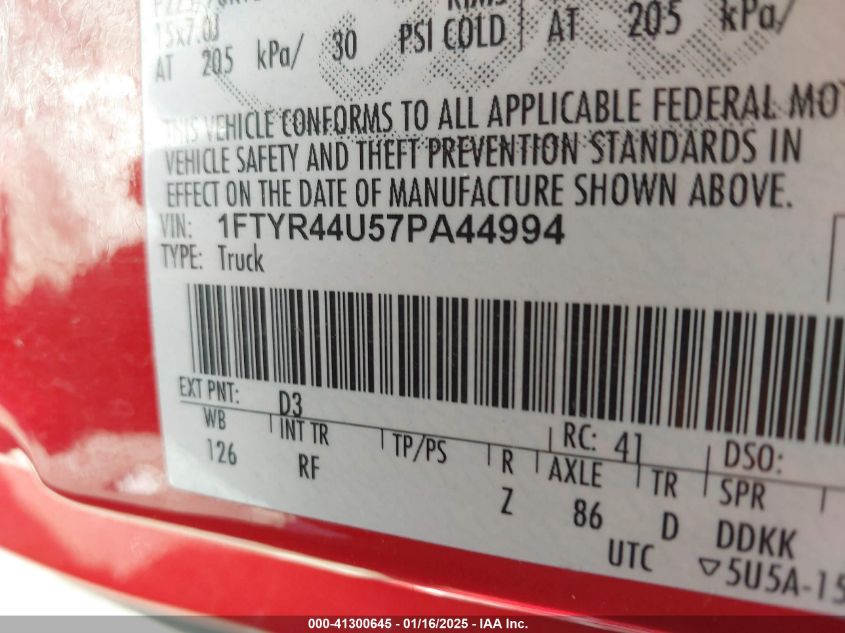 RIMS
15x7.0J
AT 205 kPa/ 30 PSI COLD AT 205 kPa/
THIS VEHICLE CONFORMS TO ALL APPLICABLE FEDERAL MOT
VEHICLE SAFETY AND THEFT PREVENTION STANDARDS IN
EFFECT ON THE DATE OF MANUFACTURE SHOWN ABOVE.
VIN: 1FTYR44U57PA44994
TYPE: Truck
EXT PNT: D3 RC: 41 DSO:
WB INT TR TP/PS R AXLE TR SPR
126 RF Z 86 D DDKK
UTC ▽5U5A-15
000-41300645 - 01/16/2025 - IAA Inc.